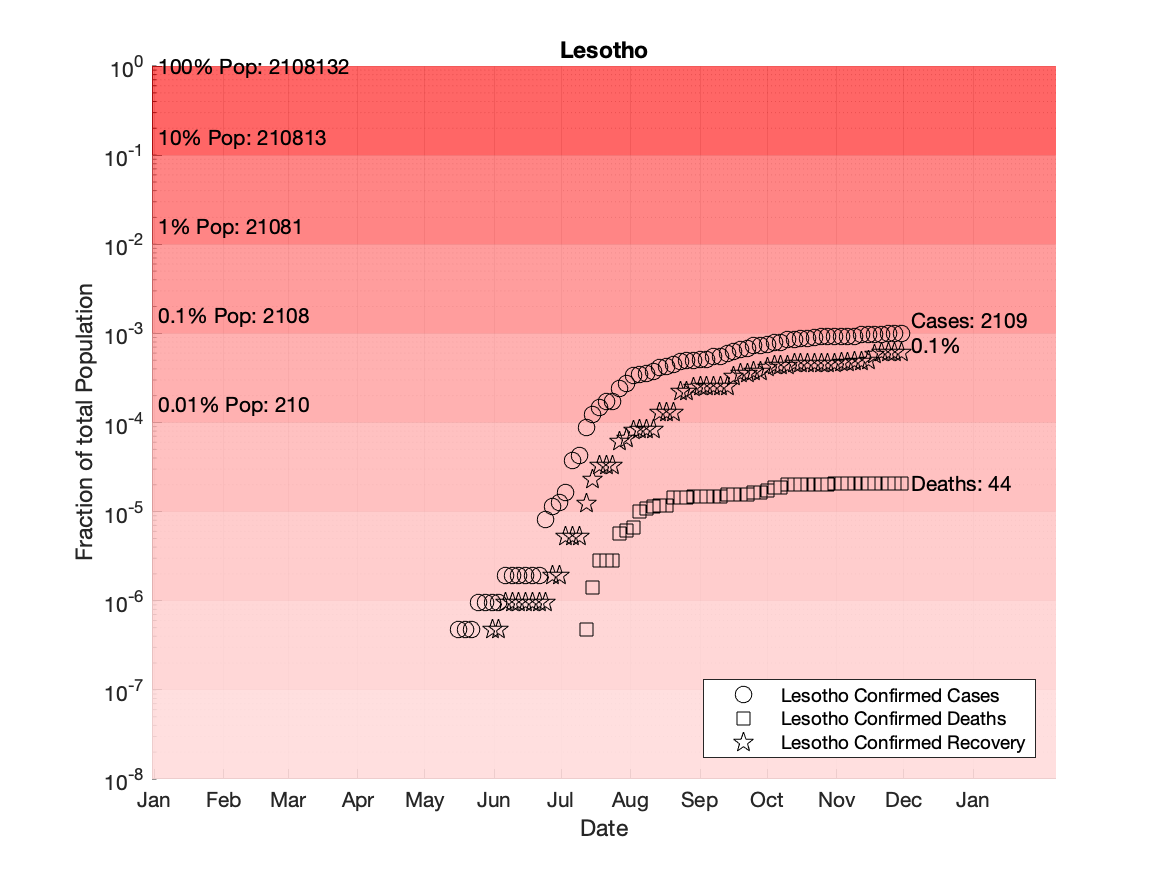 Lesotho
10^0
10^-1
10^-2
10^-3
10^-4
10^-5
10^-6
10^-7
10^-8
Fraction of total Population
100% Pop: 2108132
10% Pop: 210813
1% Pop: 21081
0.1% Pop: 2108
0.01% Pop: 210
Cases: 2109
0.1%
Deaths: 44
Lesotho Confirmed Cases
Lesotho Confirmed Deaths
Lesotho Confirmed Recovery
Jan Feb Mar Apr May Jun Jul Aug Sep Oct Nov Dec Jan
Date